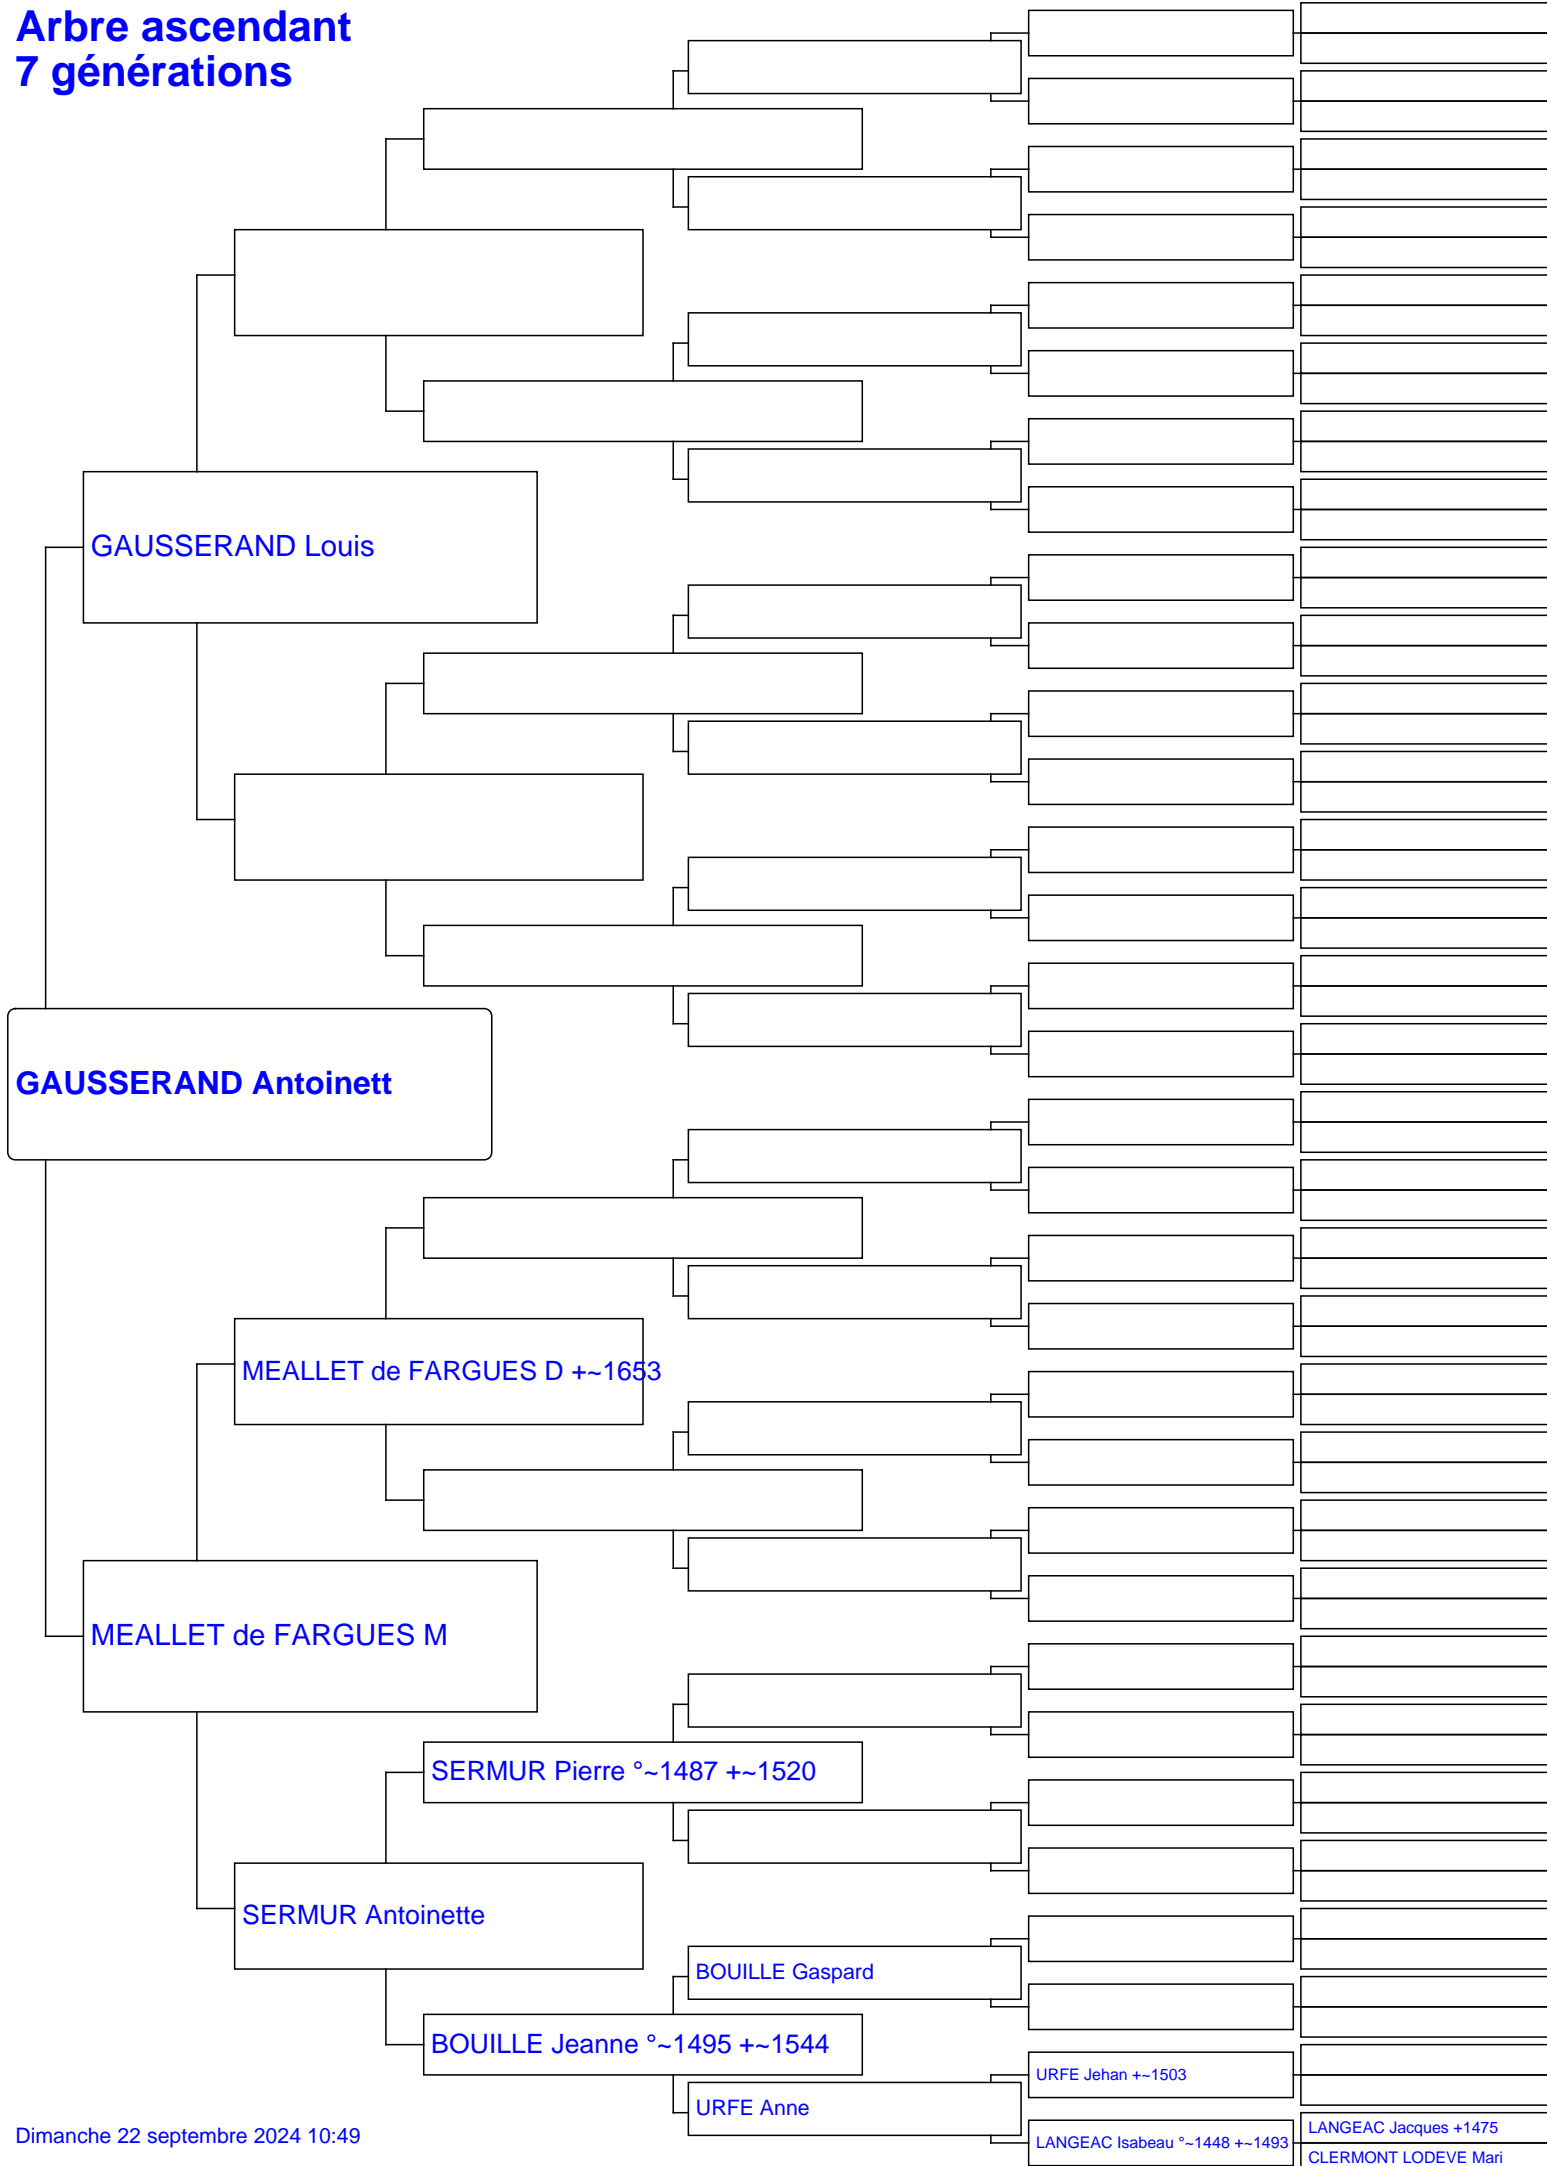 Arbre ascendant
7 générations
GAUSSERAND Louis
GAUSSERAND Antoinett
MEALLET de FARGUES D +~1653
MEALLET de FARGUES M
SERMUR Pierre °~1487 +~1520
SERMUR Antoinette
BOUILLE Gaspard
BOUILLE Jeanne °~1495 +~1544
URFE Jehan +~1503
URFE Anne
LANGEAC Jacques +1475
LANGEAC Isabeau °~1448 +~1493
CLERMONT LODEVE Mari
Dimanche 22 septembre 2024 10:49